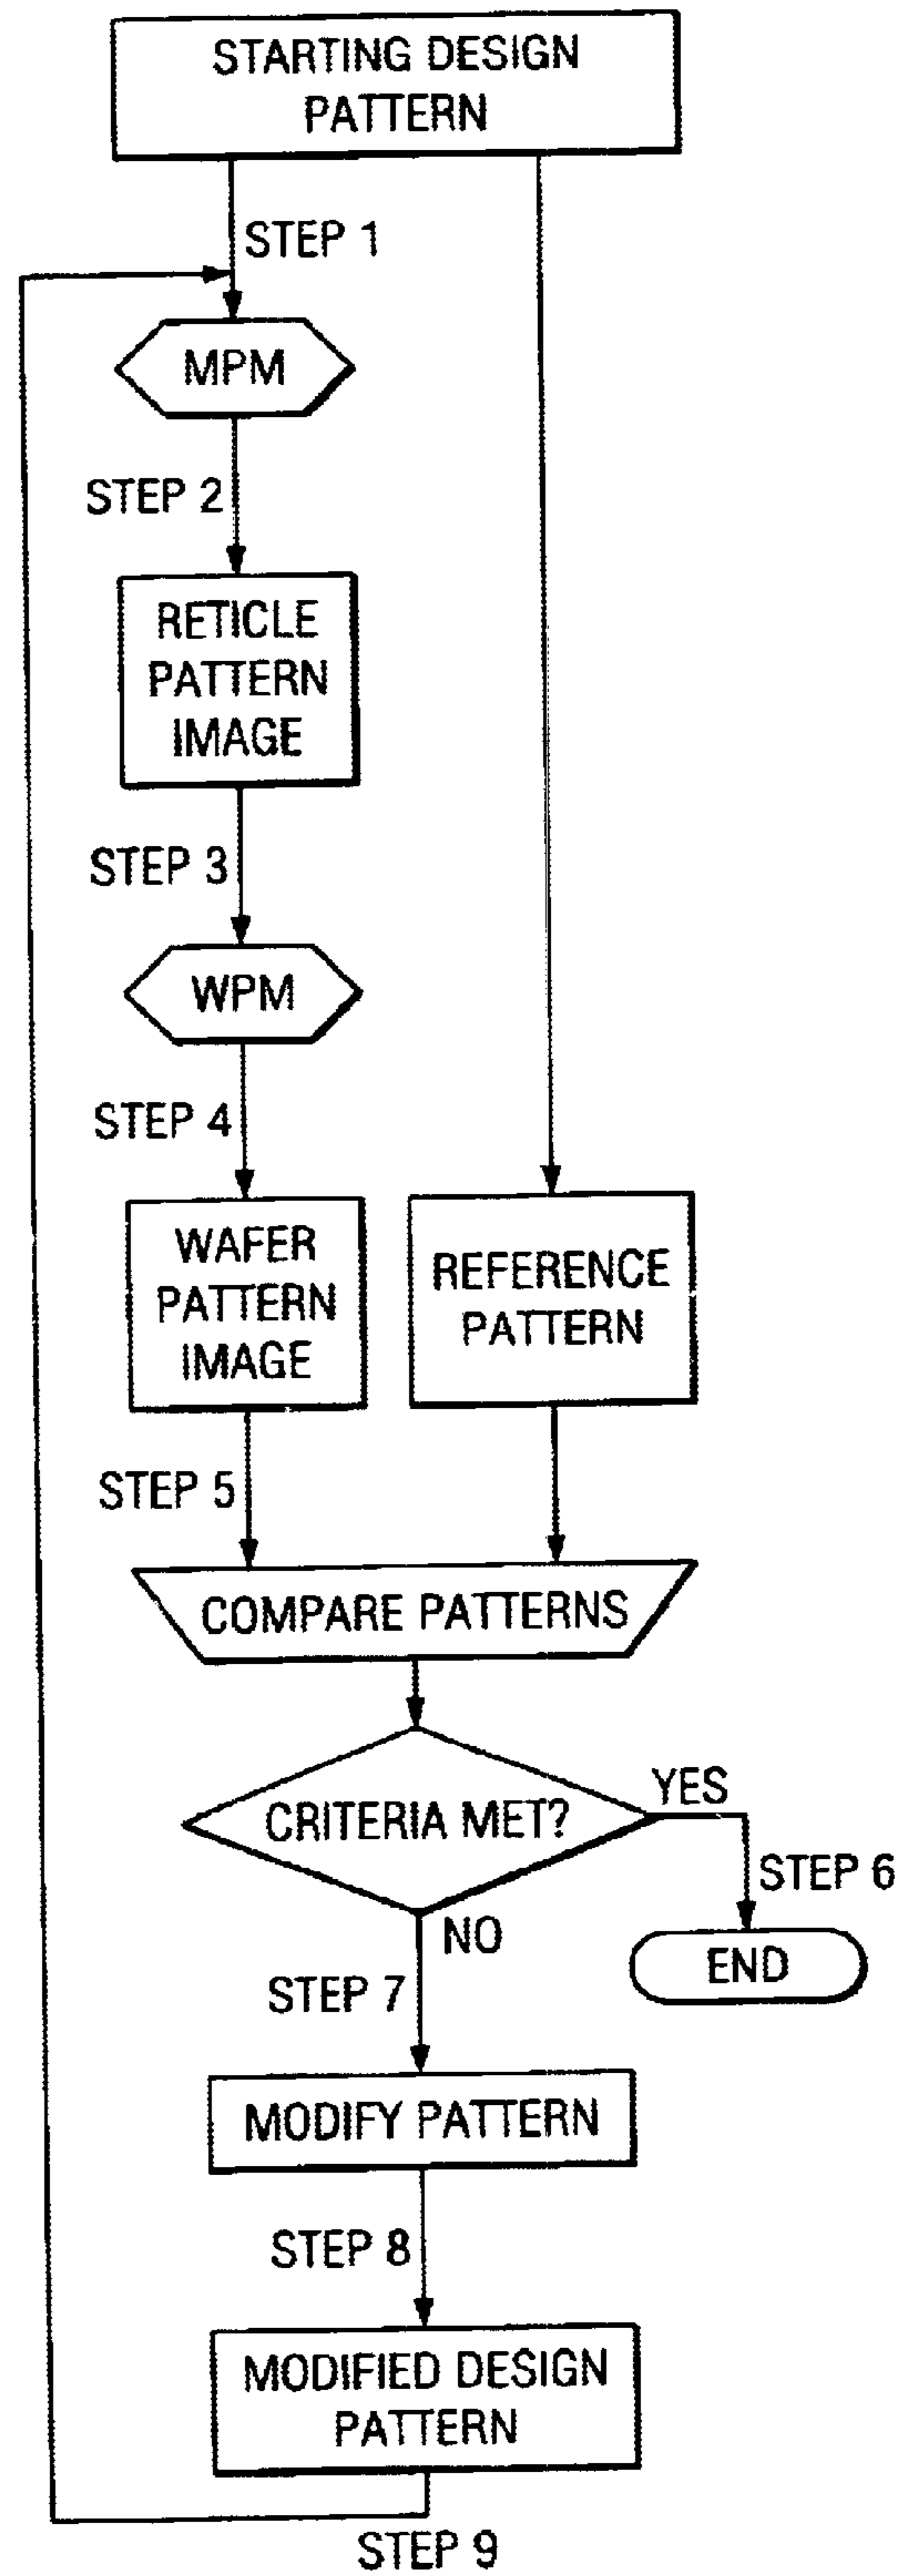 STARTING DESIGN
PATTERN
STEP 1
MPM
STEP 2
RETICLE
PATTERN
IMAGE
STEP 3
WPM
STEP 4
WAFER
PATTERN
IMAGE
REFERENCE
PATTERN
STEP 5
COMPARE PATTERNS
CRITERIA MET?
YES
STEP 6
END
NO
STEP 7
MODIFY PATTERN
STEP 8
MODIFIED DESIGN
PATTERN
STEP 9